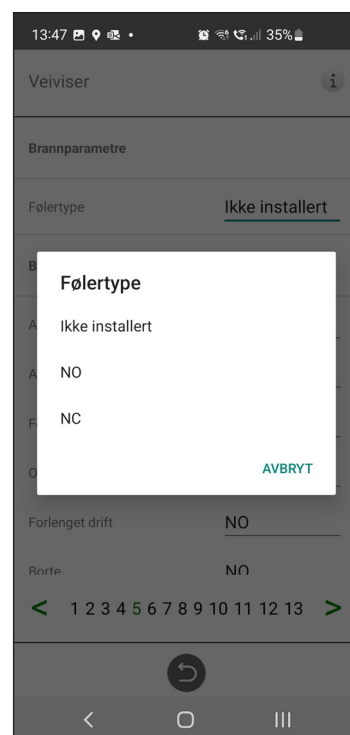 13:47 35%
Veiviser i
Brannparametre
Følertype Ikke installert
B
Følertype
A Ikke installert
A NO
F NC
O AVBRYT
Forlenget drift NO
Borte NO
< 1 2 3 4 5 6 7 8 9 10 11 12 13 >